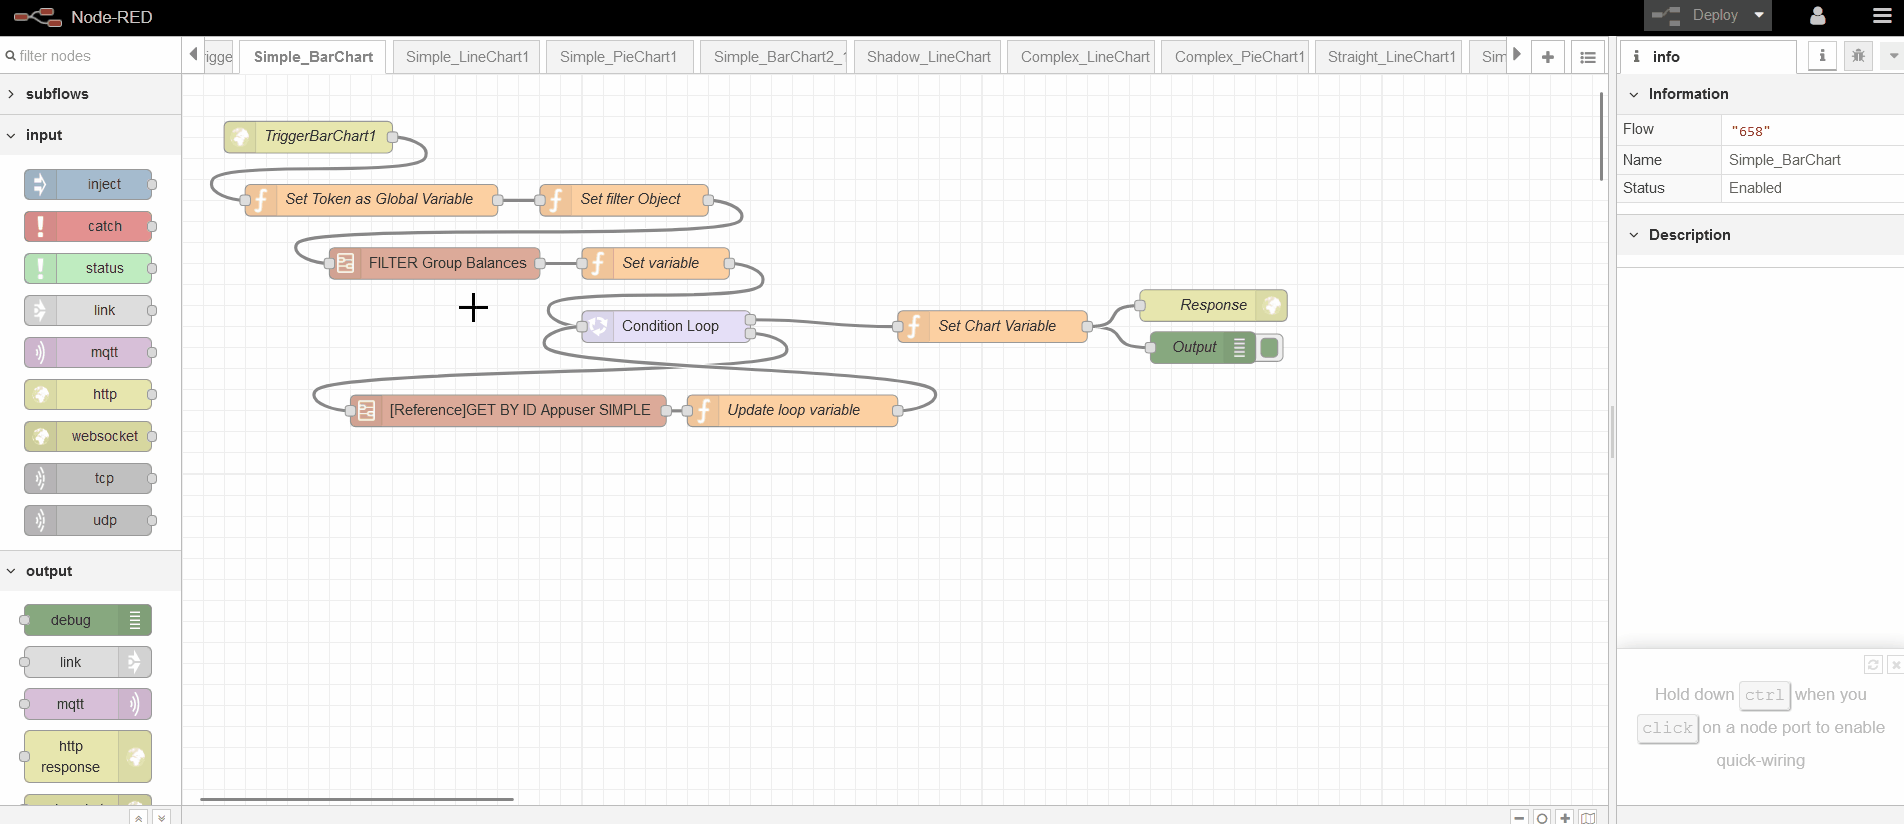 Node-RED
Deploy
filter nodes
Simple_BarChart
Simple_LineChart1
Simple_PieChart1
Simple_BarChart2_
Shadow_LineChart
Complex_LineChart
Complex_PieChart1
Straight_LineChart1
Sim
i info
i
subflows
input
inject
catch
status
link
mqtt
http
websocket
tcp
udp
output
debug
link
mqtt
http
response
TriggerBarChart1
Set Token as Global Variable
Set filter Object
FILTER Group Balances
Set variable
Condition Loop
Set Chart Variable
Response
Output
[Reference]GET BY ID Appuser SIMPLE
Update loop variable
Information
Flow "658"
Name Simple_BarChart
Status Enabled
Description
Hold down ctrl when you
click on a node port to enable
quick-wiring